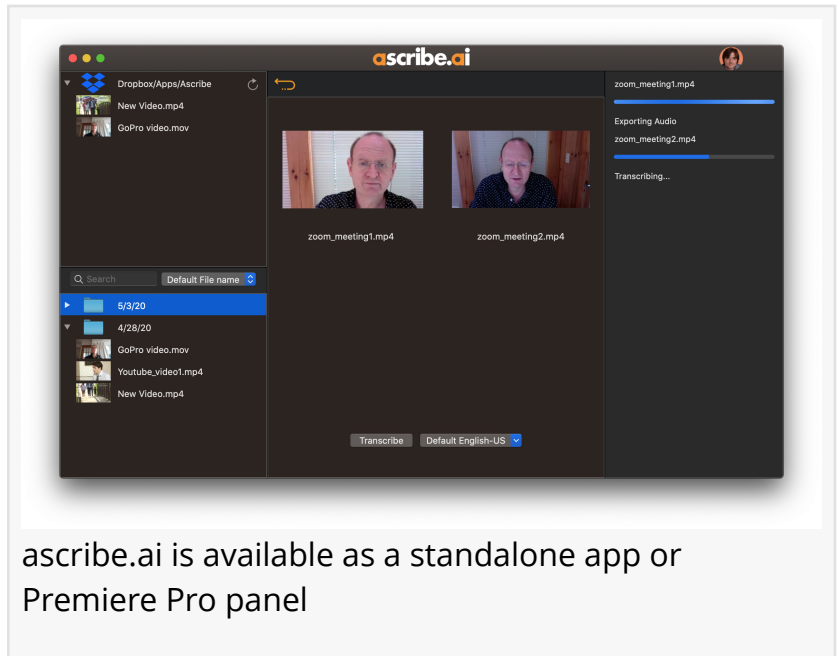 ascribe.ai
Dropbox/Apps/Ascribe
New Video.mp4
GoPro video.mov
Search
Default File name
5/3/20
4/28/20
GoPro video.mov
Youtube_video1.mp4
New Video.mp4
zoom_meeting1.mp4
zoom_meeting2.mp4
Transcribe
Default English-US
zoom_meeting1.mp4
Exporting Audio
zoom_meeting2.mp4
Transcribing...
ascribe.ai is available as a standalone app or
Premiere Pro panel